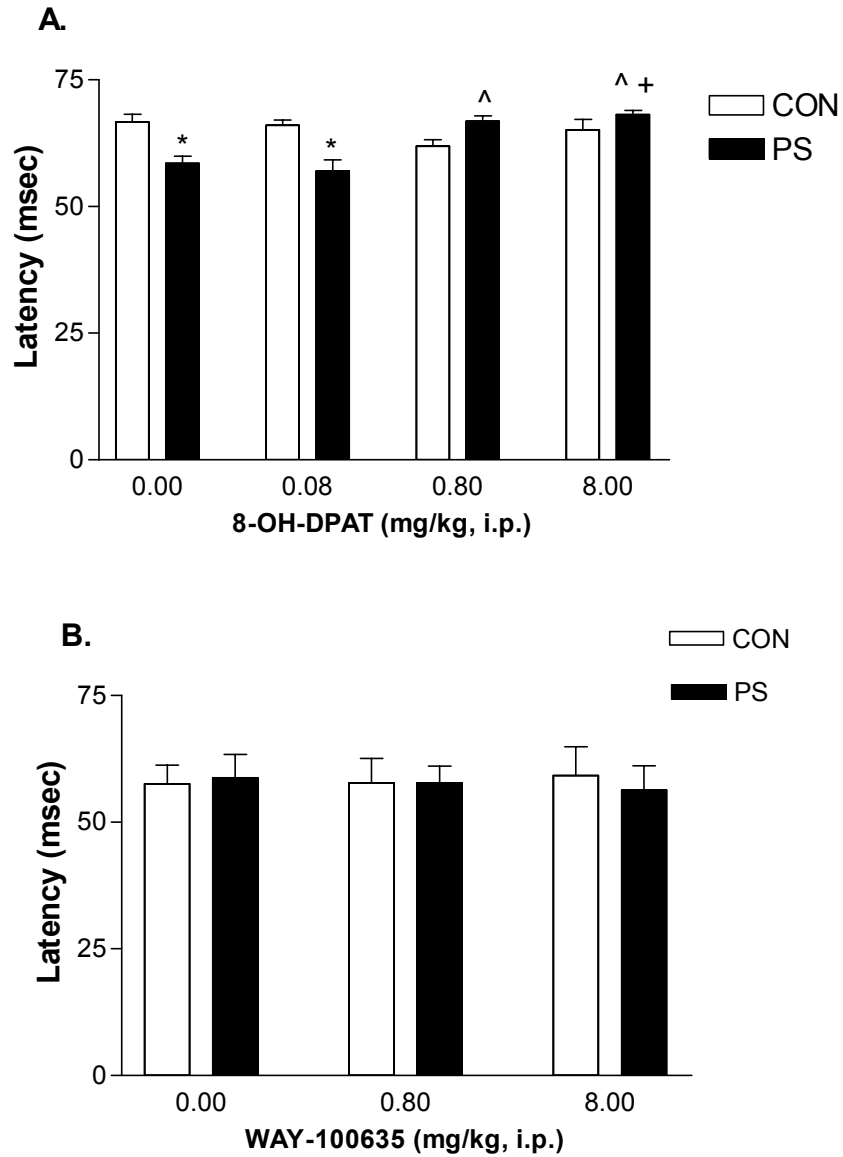 A.
75
50
25
0
Latency (msec)
* * ^ ^ +
CON
PS
0.00 0.08 0.80 8.00
8-OH-DPAT (mg/kg, i.p.)
B.
CON
PS
75
50
25
0
Latency (msec)
0.00 0.80 8.00
WAY-100635 (mg/kg, i.p.)